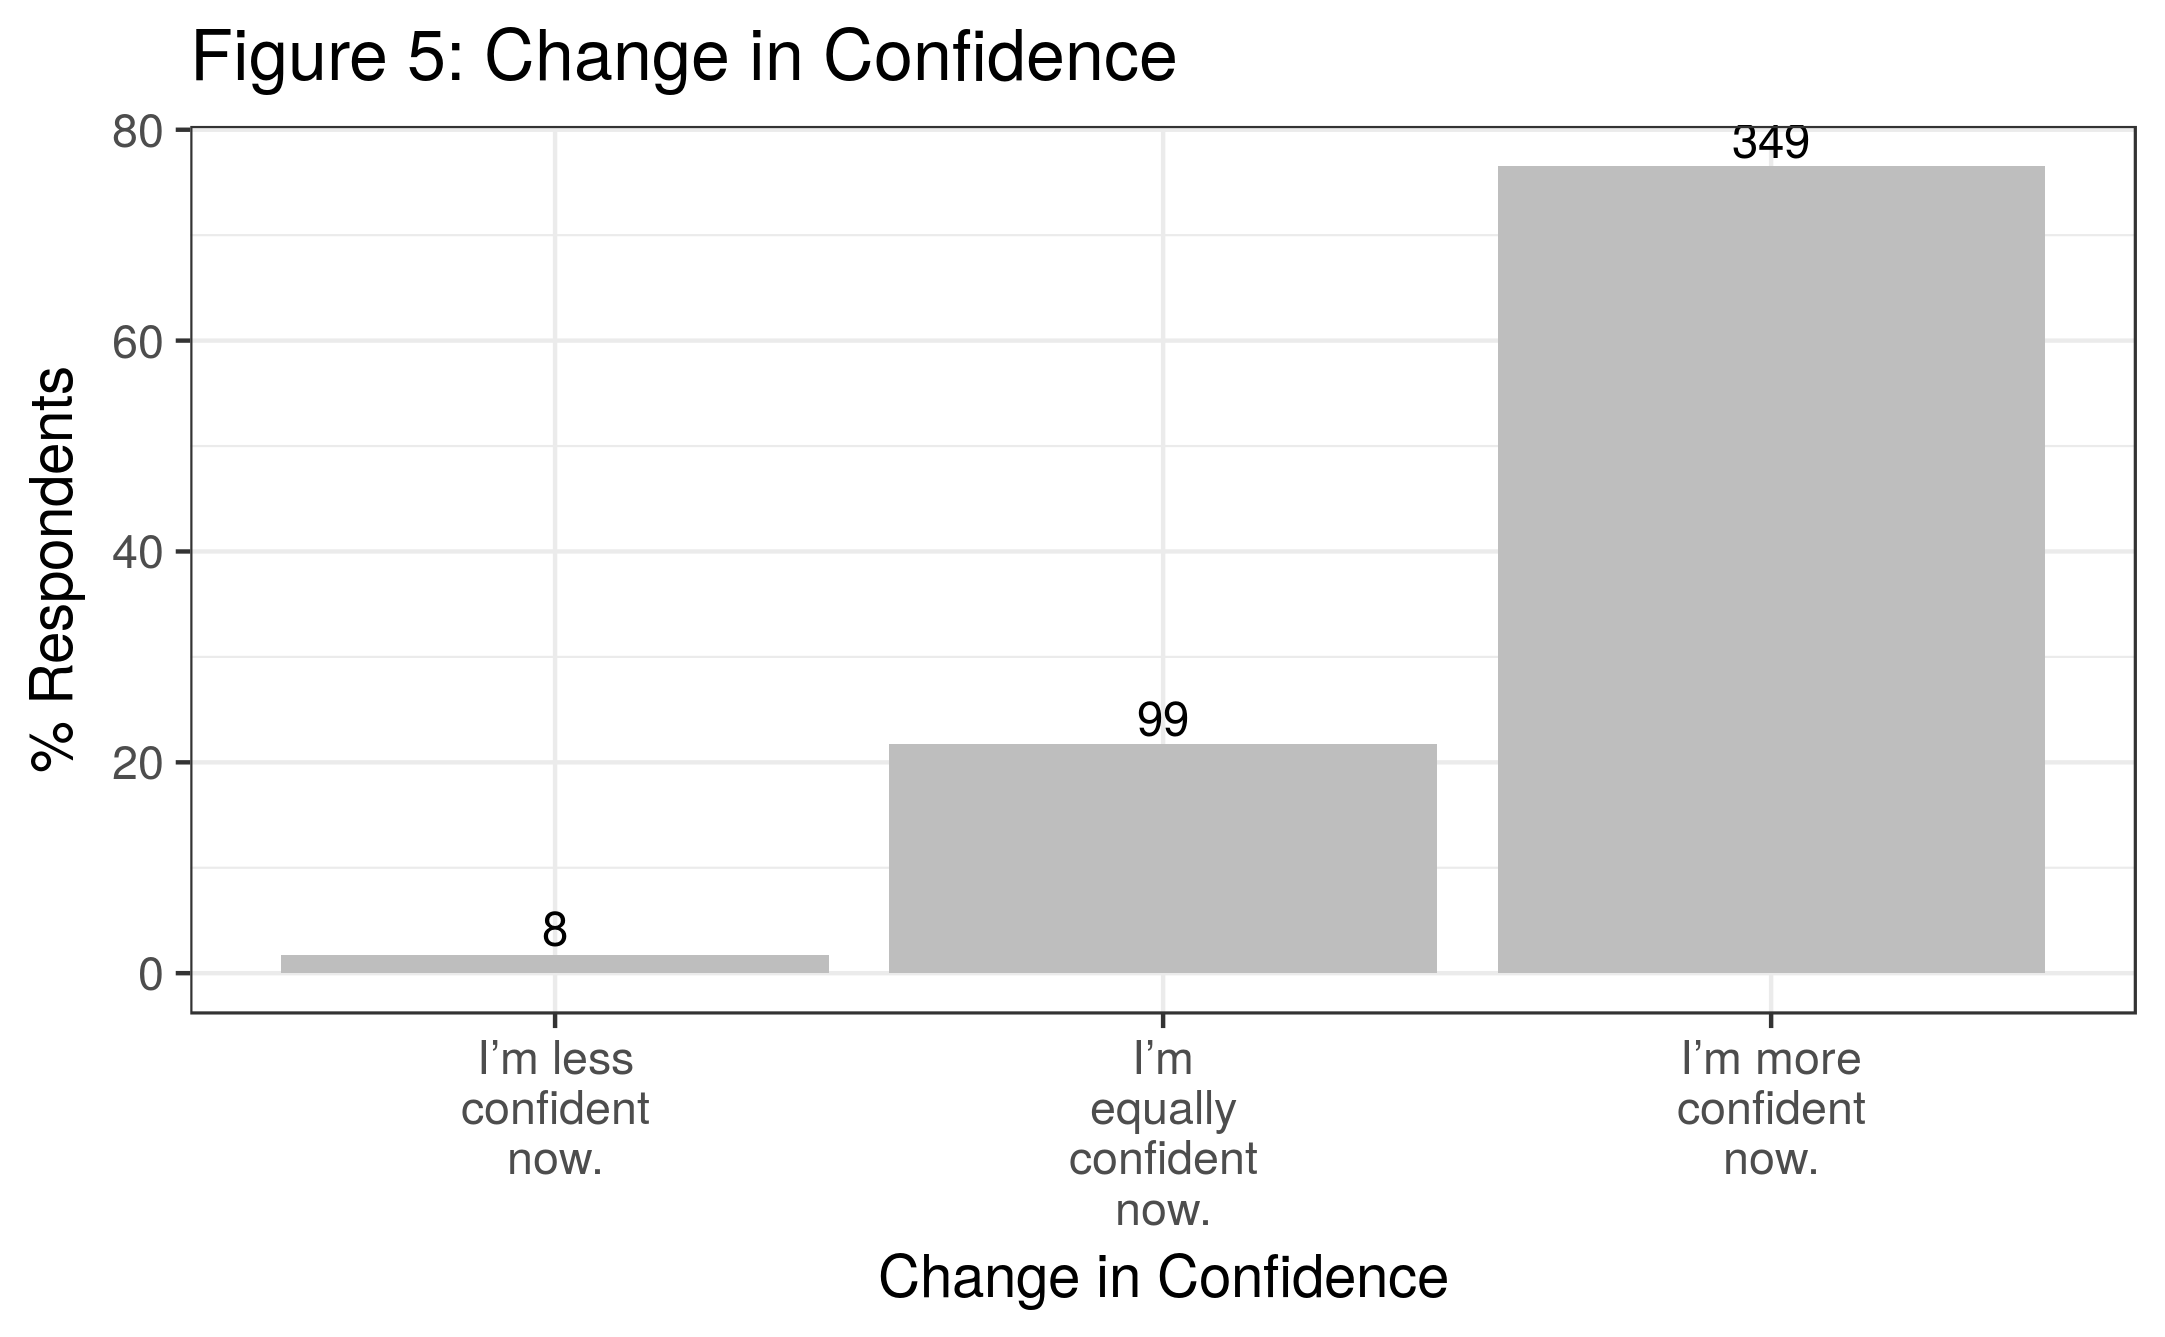 Figure 5: Change in Confidence
% Respondents
80
60
40
20
0
349
99
8
I’m less
confident
now.
I’m
equally
confident
now.
I’m more
confident
now.
Change in Confidence